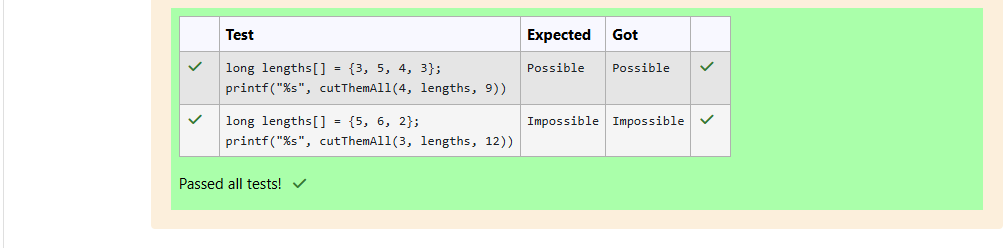 Test Expected Got
long lengths[] = {3, 5, 4, 3}; Possible Possible
printf("%s", cutThemAll(4, lengths, 9))
long lengths[] = {5, 6, 2}; Impossible Impossible
printf("%s", cutThemAll(3, lengths, 12))
Passed all tests!